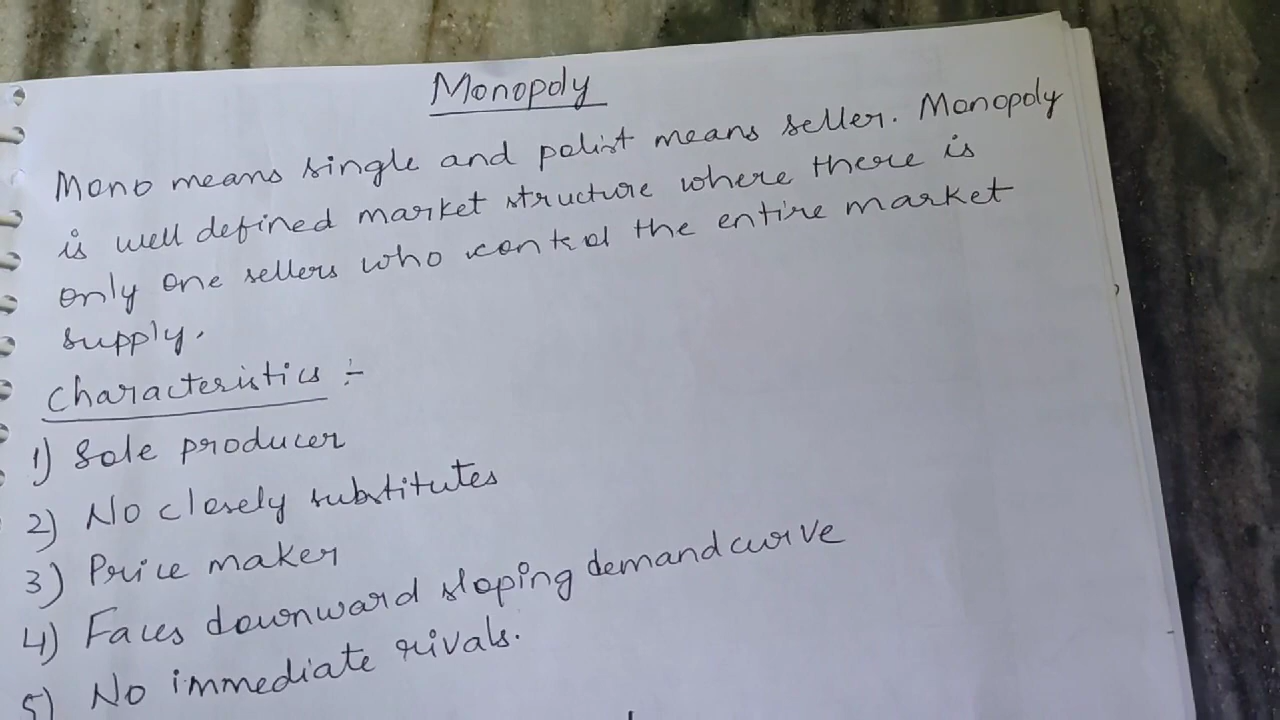 Monopoly
Mono means single and polist means seller. Monopoly
is well defined market structure where there is
only one sellers who control the entire market
supply.
Characteristics :-
1) Sole producer
2) No closely substitutes
3) Price maker
4) Faces downward sloping demand curve
5) No immediate rivals.